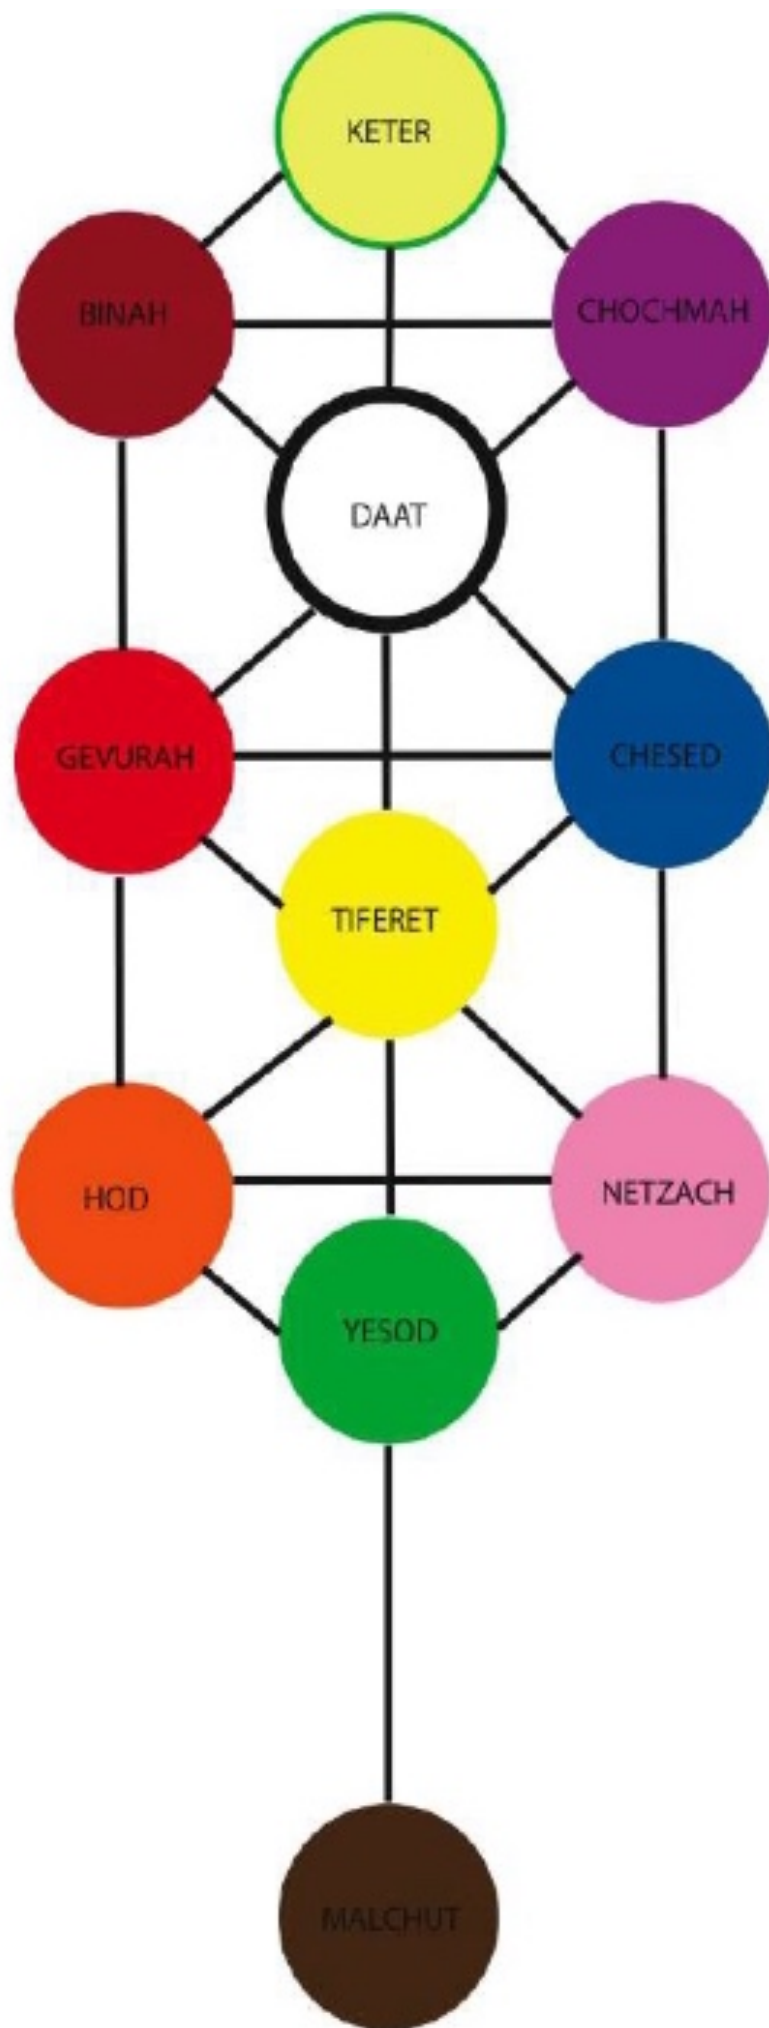 KETER
BINAH
CHOCHMAH
DAAT
GEVURAH
CHESED
TIFERET
HOD
NETZACH
YESOD
MALCHUT